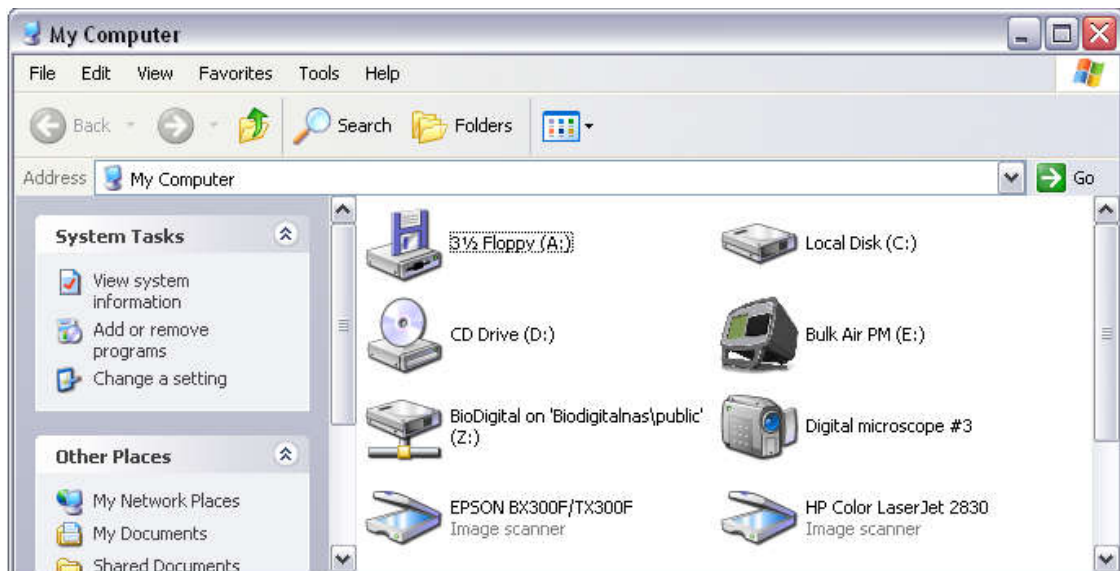 My Computer
File Edit View Favorites Tools Help
Back Search Folders
Address My Computer Go
System Tasks
View system
information
Add or remove
programs
Change a setting
Other Places
My Network Places
My Documents
Shared Documents
3½ Floppy (A:)
Local Disk (C:)
CD Drive (D:)
Bulk Air PM (E:)
BioDigital on 'Biodigitalnas\public'
(Z:)
Digital microscope #3
EPSON BX300F/TX300F
Image scanner
HP Color LaserJet 2830
Image scanner